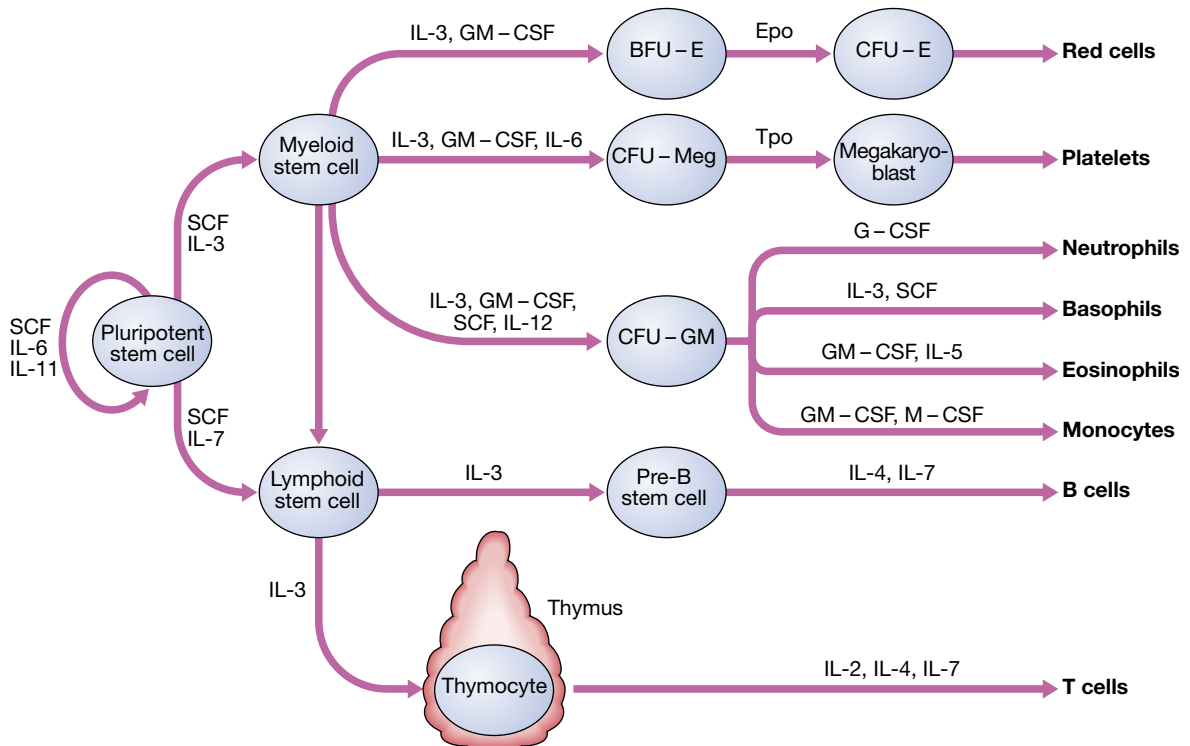 IL-3, GM – CSF
BFU – E
Epo
CFU – E
Red cells
Myeloid
stem cell
IL-3, GM – CSF, IL-6
CFU – Meg
Tpo
Megakaryo-
blast
Platelets
SCF
IL-3
G – CSF
Neutrophils
IL-3, GM – CSF,
SCF, IL-12
CFU – GM
IL-3, SCF
Basophils
SCF
IL-6
IL-11
Pluripotent
stem cell
GM – CSF, IL-5
Eosinophils
GM – CSF, M – CSF
Monocytes
SCF
IL-7
Lymphoid
stem cell
IL-3
Pre-B
stem cell
IL-4, IL-7
B cells
IL-3
Thymus
Thymocyte
IL-2, IL-4, IL-7
T cells